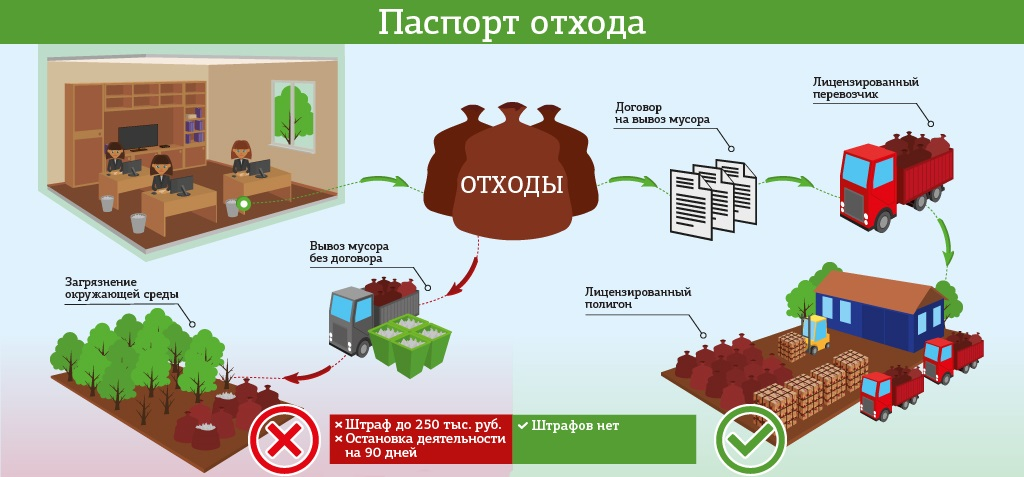 Паспорт отхода
Лицензированный
перевозчик
Договор
на вывоз мусора
ОТХОДЫ
Вывоз мусора
без договора
Загрязнение
окружающей среды
Лицензированный
полигон
× Штраф до 250 тыс. руб.
× Остановка деятельности
на 90 дней
✓ Штрафов нет